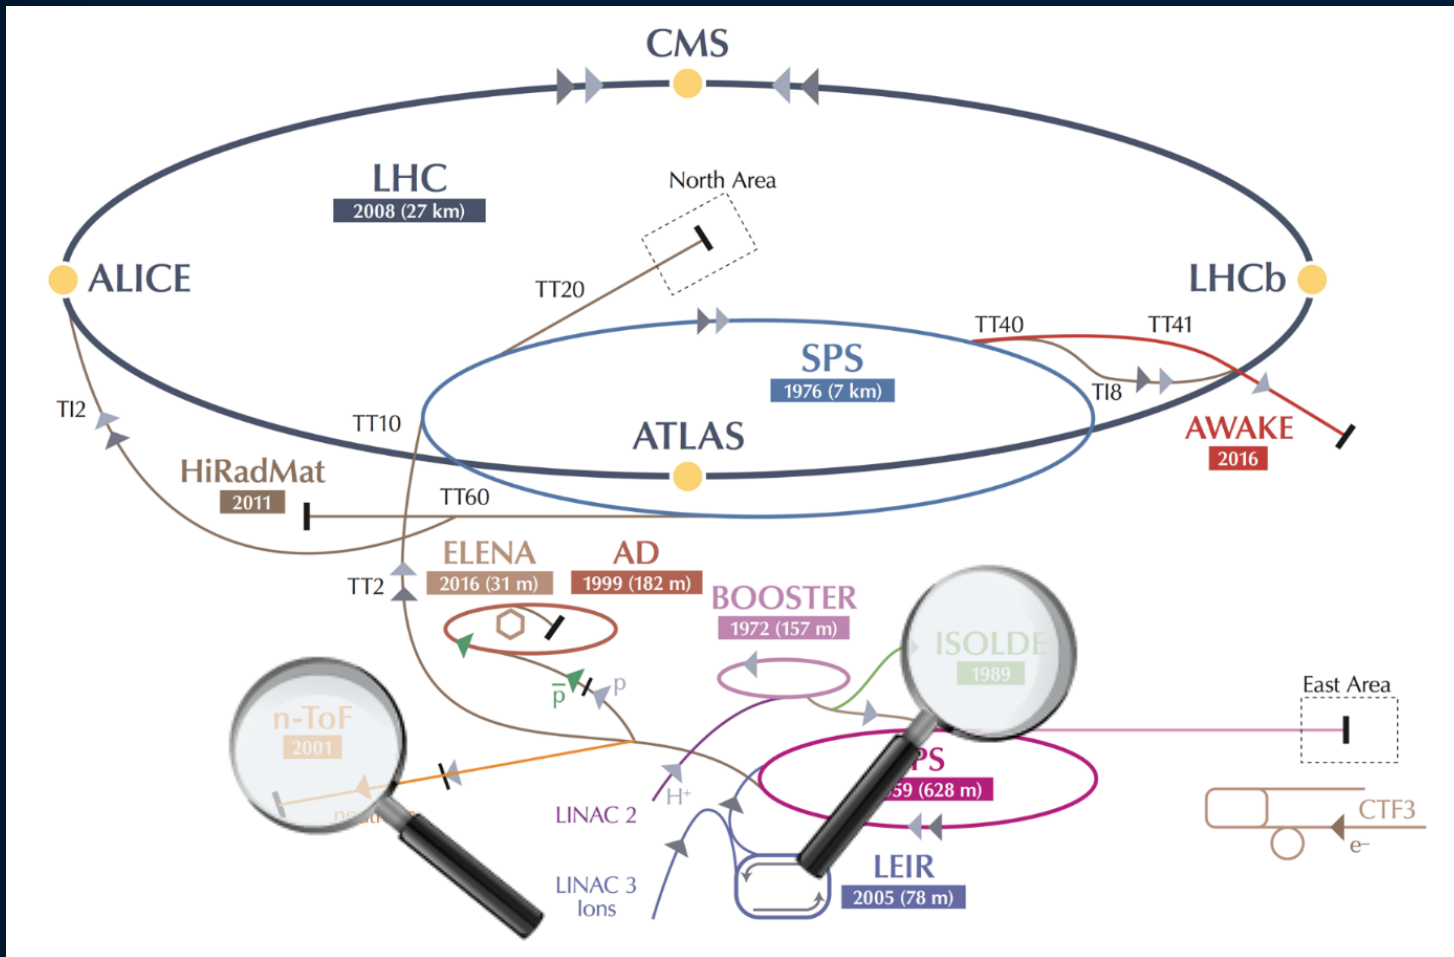 CMS
LHC
2008 (27 km)
North Area
ALICE
LHCb
TT20
TT40
TT41
SPS
1976 (7 km)
TI8
TI2
TT10
ATLAS
AWAKE
2016
HiRadMat
2011
TT60
ELENA
2016 (31 m)
AD
1999 (182 m)
TT2
BOOSTER
1972 (157 m)
ISOLDE
1989
p̅
p
East Area
n-ToF
2001
PS
59 (628 m)
H⁺
LINAC 2
CTF3
e⁻
LEIR
2005 (78 m)
LINAC 3
Ions